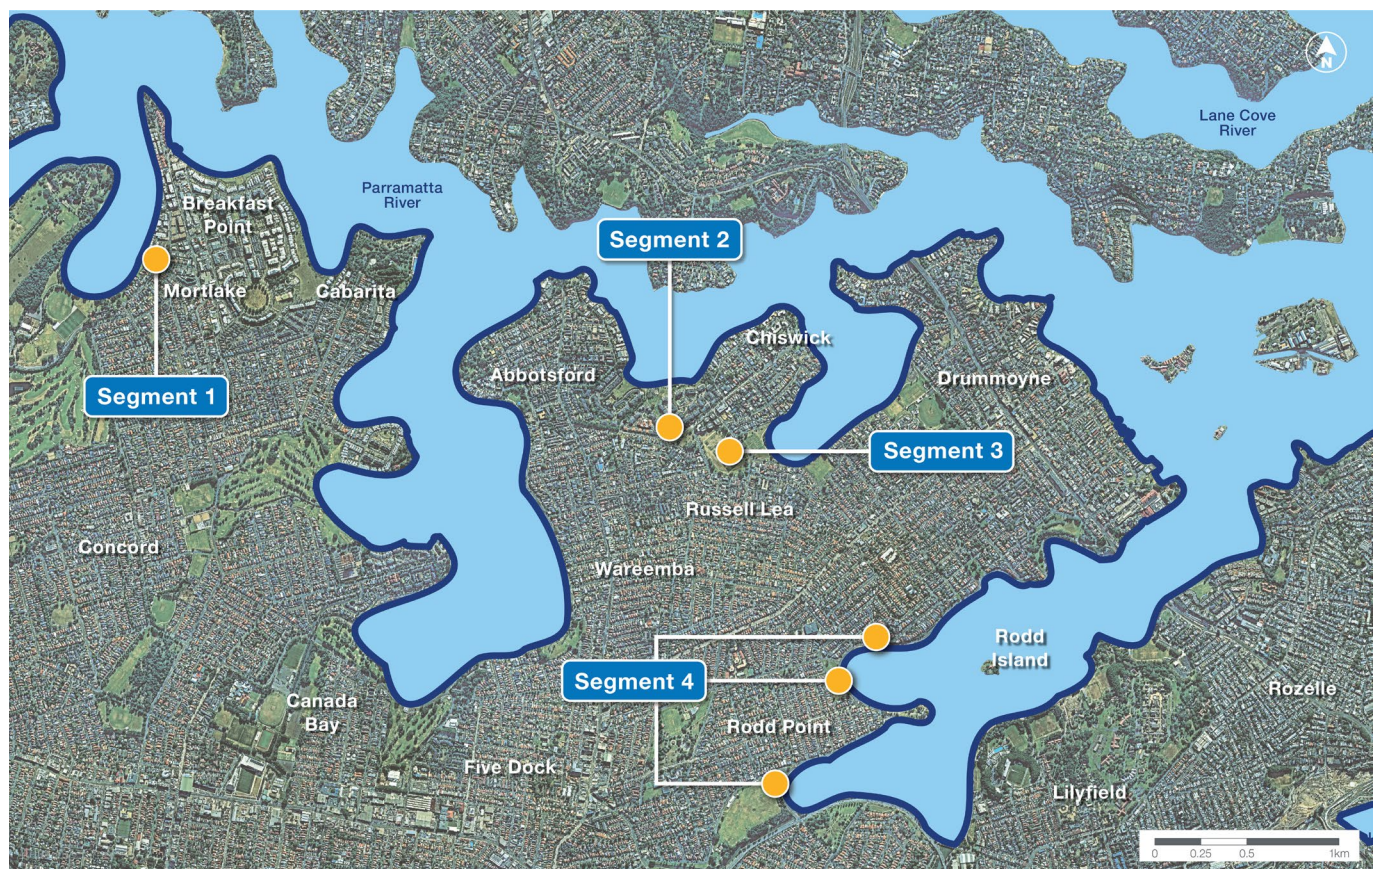 N
Lane Cove
River
Parramatta
River
Breakfast
Point
Segment 2
Mortlake
Cabarita
Chiswick
Abbotsford
Drummoyne
Segment 1
Segment 3
Russell Lea
Concord
Wareemba
Rodd
Island
Segment 4
Rozelle
Canada
Bay
Rodd Point
Five Dock
Lilyfield
0 0.25 0.5 1km